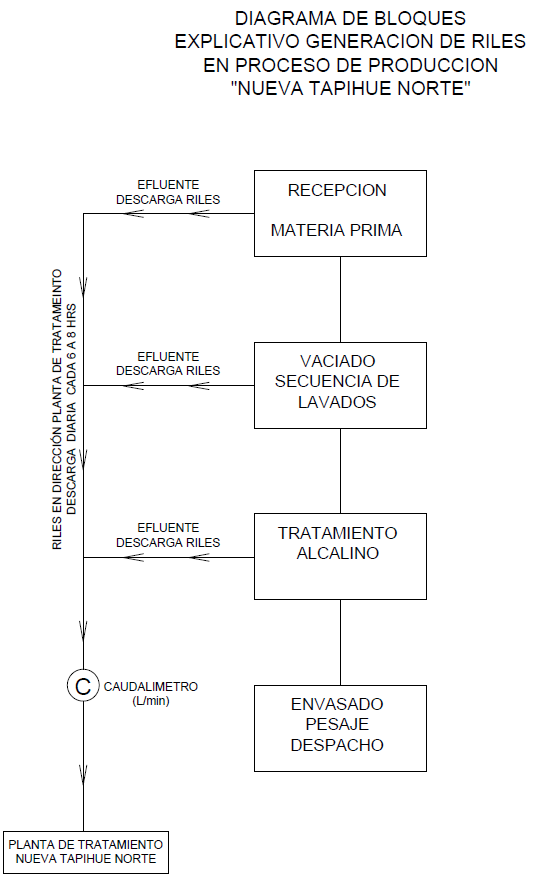 DIAGRAMA DE BLOQUES
EXPLICATIVO GENERACION DE RILES
EN PROCESO DE PRODUCCION
"NUEVA TAPIHUE NORTE"
EFLUENTE
DESCARGA RILES
RECEPCION
MATERIA PRIMA
RILES EN DIRECCIÓN PLANTA DE TRATAMEINTO
DESCARGA DIARIA CADA 6 A 8 HRS
EFLUENTE
DESCARGA RILES
VACIADO
SECUENCIA DE
LAVADOS
EFLUENTE
DESCARGA RILES
TRATAMIENTO
ALCALINO
C
CAUDALIMETRO
(L/min)
ENVASADO
PESAJE
DESPACHO
PLANTA DE TRATAMIENTO
NUEVA TAPIHUE NORTE